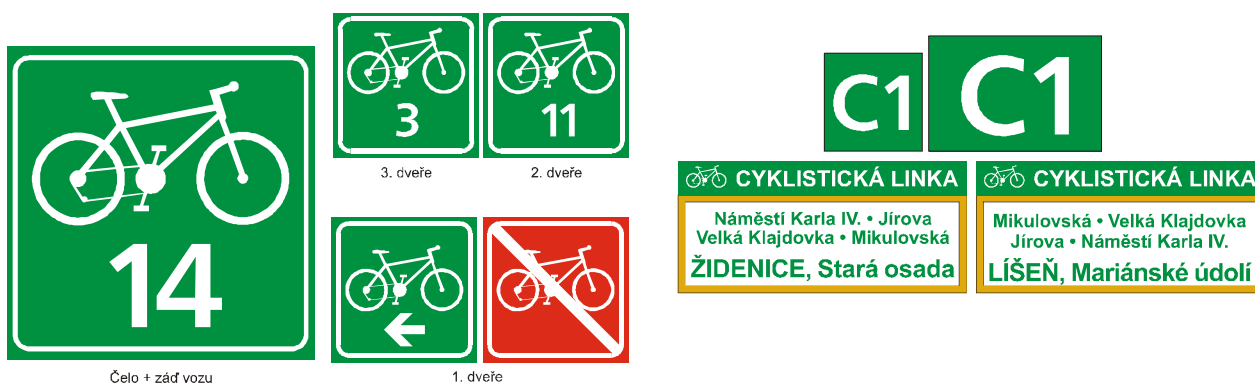 14
Čelo + záď vozu
3
3. dveře
11
2. dveře
1. dveře
C1
C1
CYKLISTICKÁ LINKA
Náměstí Karla IV. • Jírova
Velká Klajdovka • Mikulovská
ŽIDENICE, Stará osada
CYKLISTICKÁ LINKA
Mikulovská • Velká Klajdovka
Jírova • Náměstí Karla IV.
LÍŠEŇ, Mariánské údolí